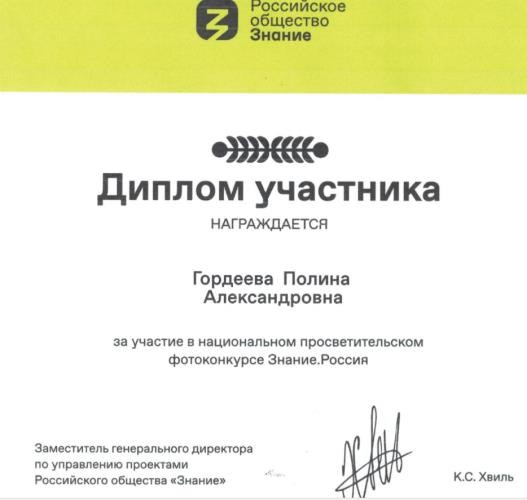 Российское
общество
Знание
Диплом участника
НАГРАЖДАЕТСЯ
Гордеева Полина
Александровна
за участие в национальном просветительском
фотоконкурсе Знание.Россия
Заместитель генерального директора
по управлению проектами
Российского общества «Знание»
К.С. Хвиль